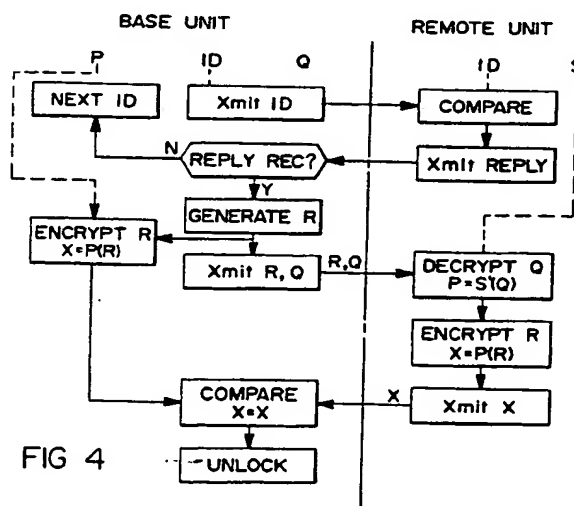 BASE UNIT
REMOTE UNIT
P
ID
Q
ID
S
NEXT ID
Xmit ID
COMPARE
N
REPLY REC?
Xmit REPLY
Y
GENERATE R
ENCRYPT R
X=P(R)
Xmit R, Q
R,Q
DECRYPT Q
P=S'(Q)
ENCRYPT R
X=P(R)
COMPARE
X=X
X
Xmit X
FIG 4
UNLOCK